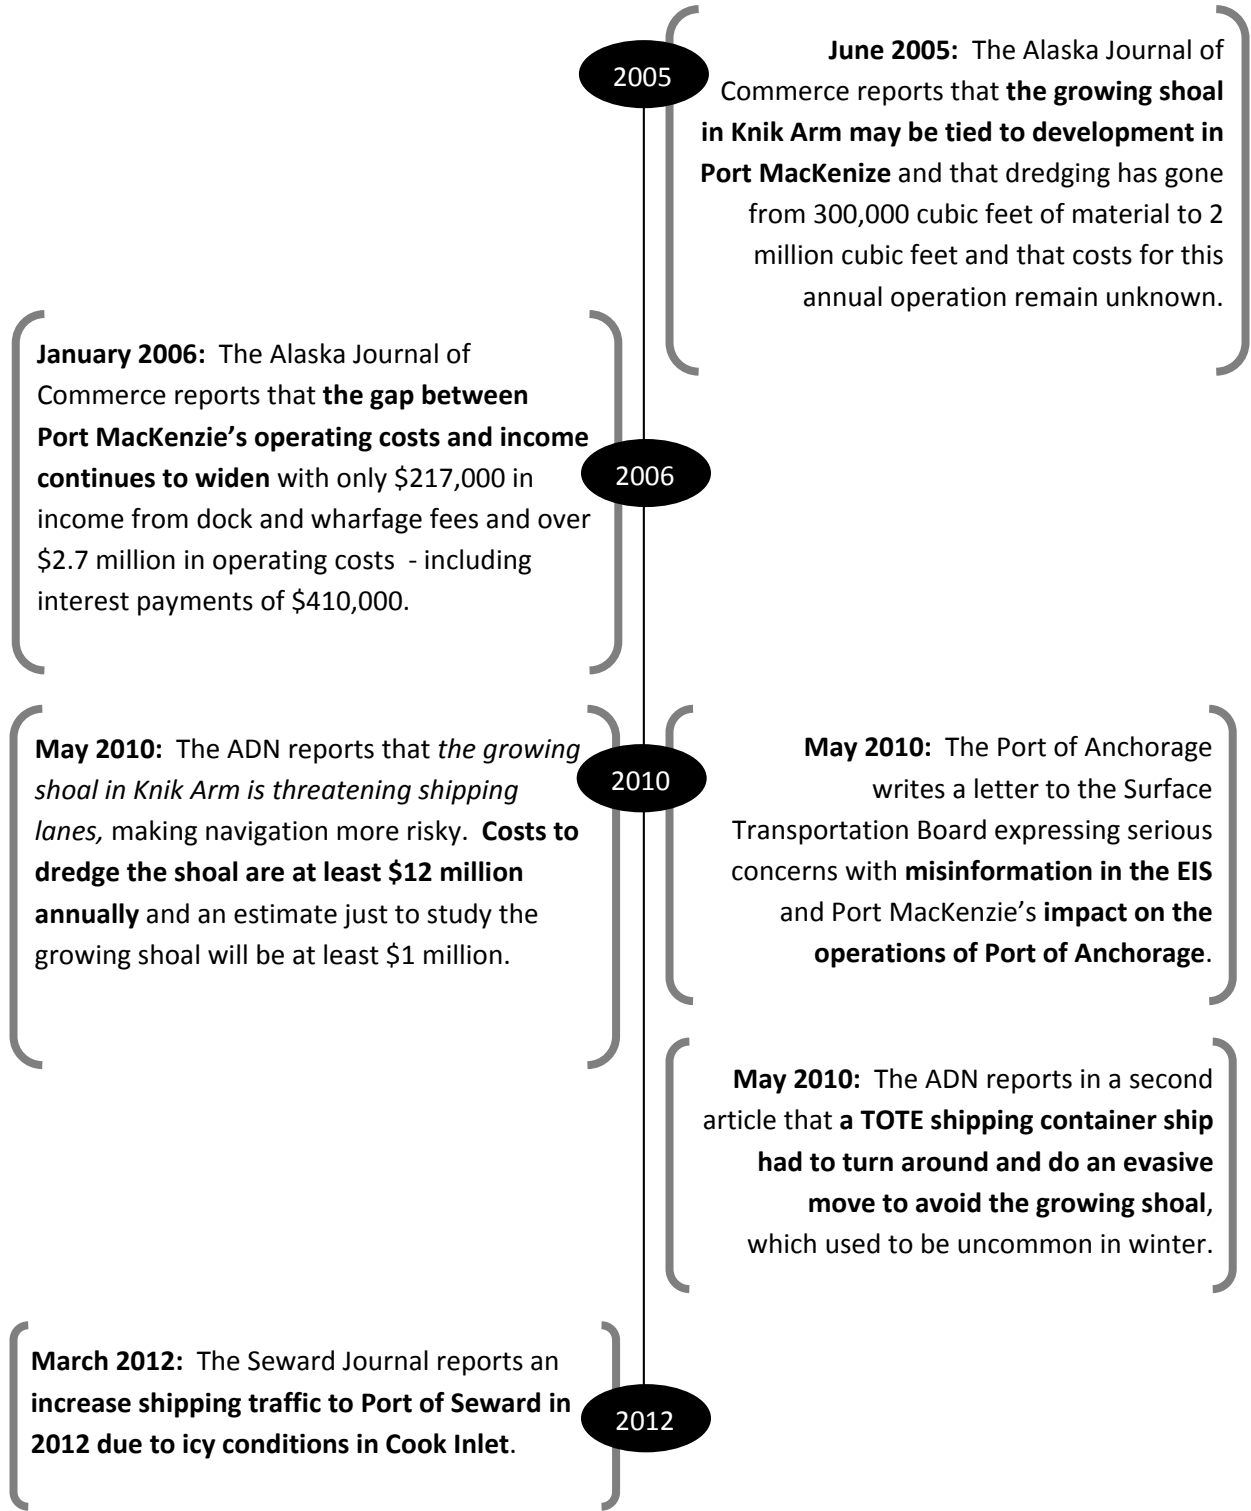 2005
June 2005:  The Alaska Journal of
Commerce reports that the growing shoal
in Knik Arm may be tied to development in
Port MacKenize and that dredging has gone
from 300,000 cubic feet of material to 2
million cubic feet and that costs for this
annual operation remain unknown.
January 2006:  The Alaska Journal of
Commerce reports that the gap between
Port MacKenzie’s operating costs and income
continues to widen with only $217,000 in
income from dock and wharfage fees and over
$2.7 million in operating costs  - including
interest payments of $410,000.
2006
May 2010:  The ADN reports that the growing
shoal in Knik Arm is threatening shipping
lanes, making navigation more risky.  Costs to
dredge the shoal are at least $12 million
annually and an estimate just to study the
growing shoal will be at least $1 million.
2010
May 2010:  The Port of Anchorage
writes a letter to the Surface
Transportation Board expressing serious
concerns with misinformation in the EIS
and Port MacKenzie’s impact on the
operations of Port of Anchorage.
May 2010:  The ADN reports in a second
article that a TOTE shipping container ship
had to turn around and do an evasive
move to avoid the growing shoal,
which used to be uncommon in winter.
March 2012:  The Seward Journal reports an
increase shipping traffic to Port of Seward in
2012 due to icy conditions in Cook Inlet.
2012